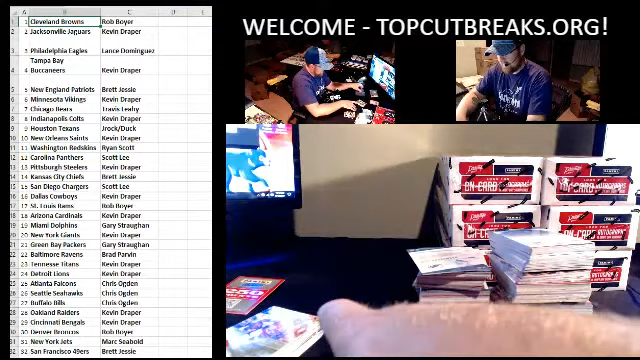 WELCOME - TOPCUTBREAKS.ORG!
A B C D E
1 Cleveland Browns Rob Boyer
2 Jacksonville Jaguars Kevin Draper
3 Philadelphia Eagles Lance Dominguez
Tampa Bay
4 Buccaneers Kevin Draper
5 New England Patriots Brett Jessie
6 Minnesota Vikings Kevin Draper
7 Chicago Bears Travis Leahy
8 Indianapolis Colts Kevin Draper
9 Houston Texans Jrock/Duck
10 New Orleans Saints Kevin Draper
11 Washington Redskins Ryan Scott
12 Carolina Panthers Scott Lee
13 Pittsburgh Steelers Kevin Draper
14 Kansas City Chiefs Brett Jessie
15 San Diego Chargers Scott Lee
16 Dallas Cowboys Kevin Draper
17 St. Louis Rams Rob Boyer
18 Arizona Cardinals Kevin Draper
19 Miami Dolphins Gary Straughan
20 New York Giants Kevin Draper
21 Green Bay Packers Gary Straughan
22 Baltimore Ravens Brad Parvin
23 Tennessee Titans Kevin Draper
24 Detroit Lions Kevin Draper
25 Atlanta Falcons Chris Ogden
26 Seattle Seahawks Chris Ogden
27 Buffalo Bills Chris Ogden
28 Oakland Raiders Kevin Draper
29 Cincinnati Bengals Kevin Draper
30 Denver Broncos Rob Boyer
31 New York Jets Marc Seabold
32 San Francisco 49ers Brett Jessie
ON-CARD
AUTOGRAPHS